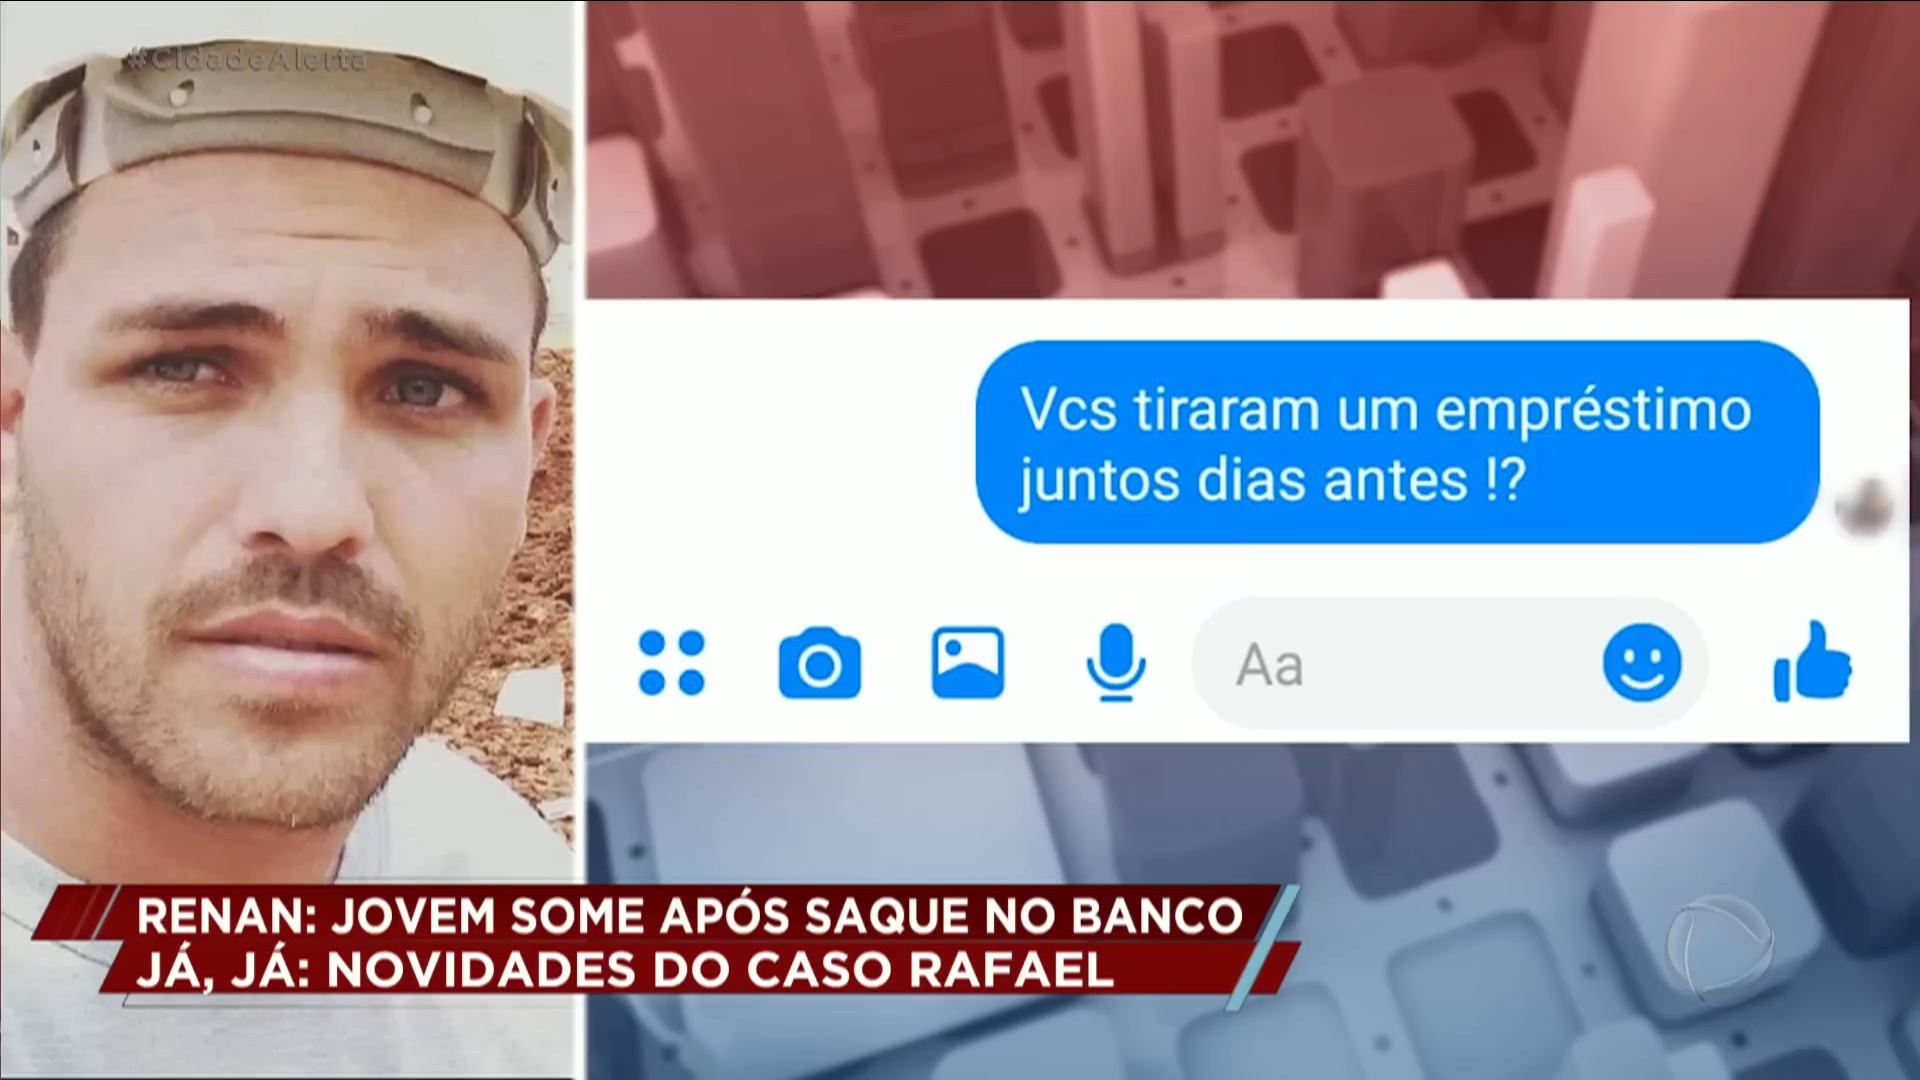 #CidadeAlerta
Vcs tiraram um empréstimo
juntos dias antes !?
Aa
RENAN: JOVEM SOME APÓS SAQUE NO BANCO
JÁ, JÁ: NOVIDADES DO CASO RAFAEL